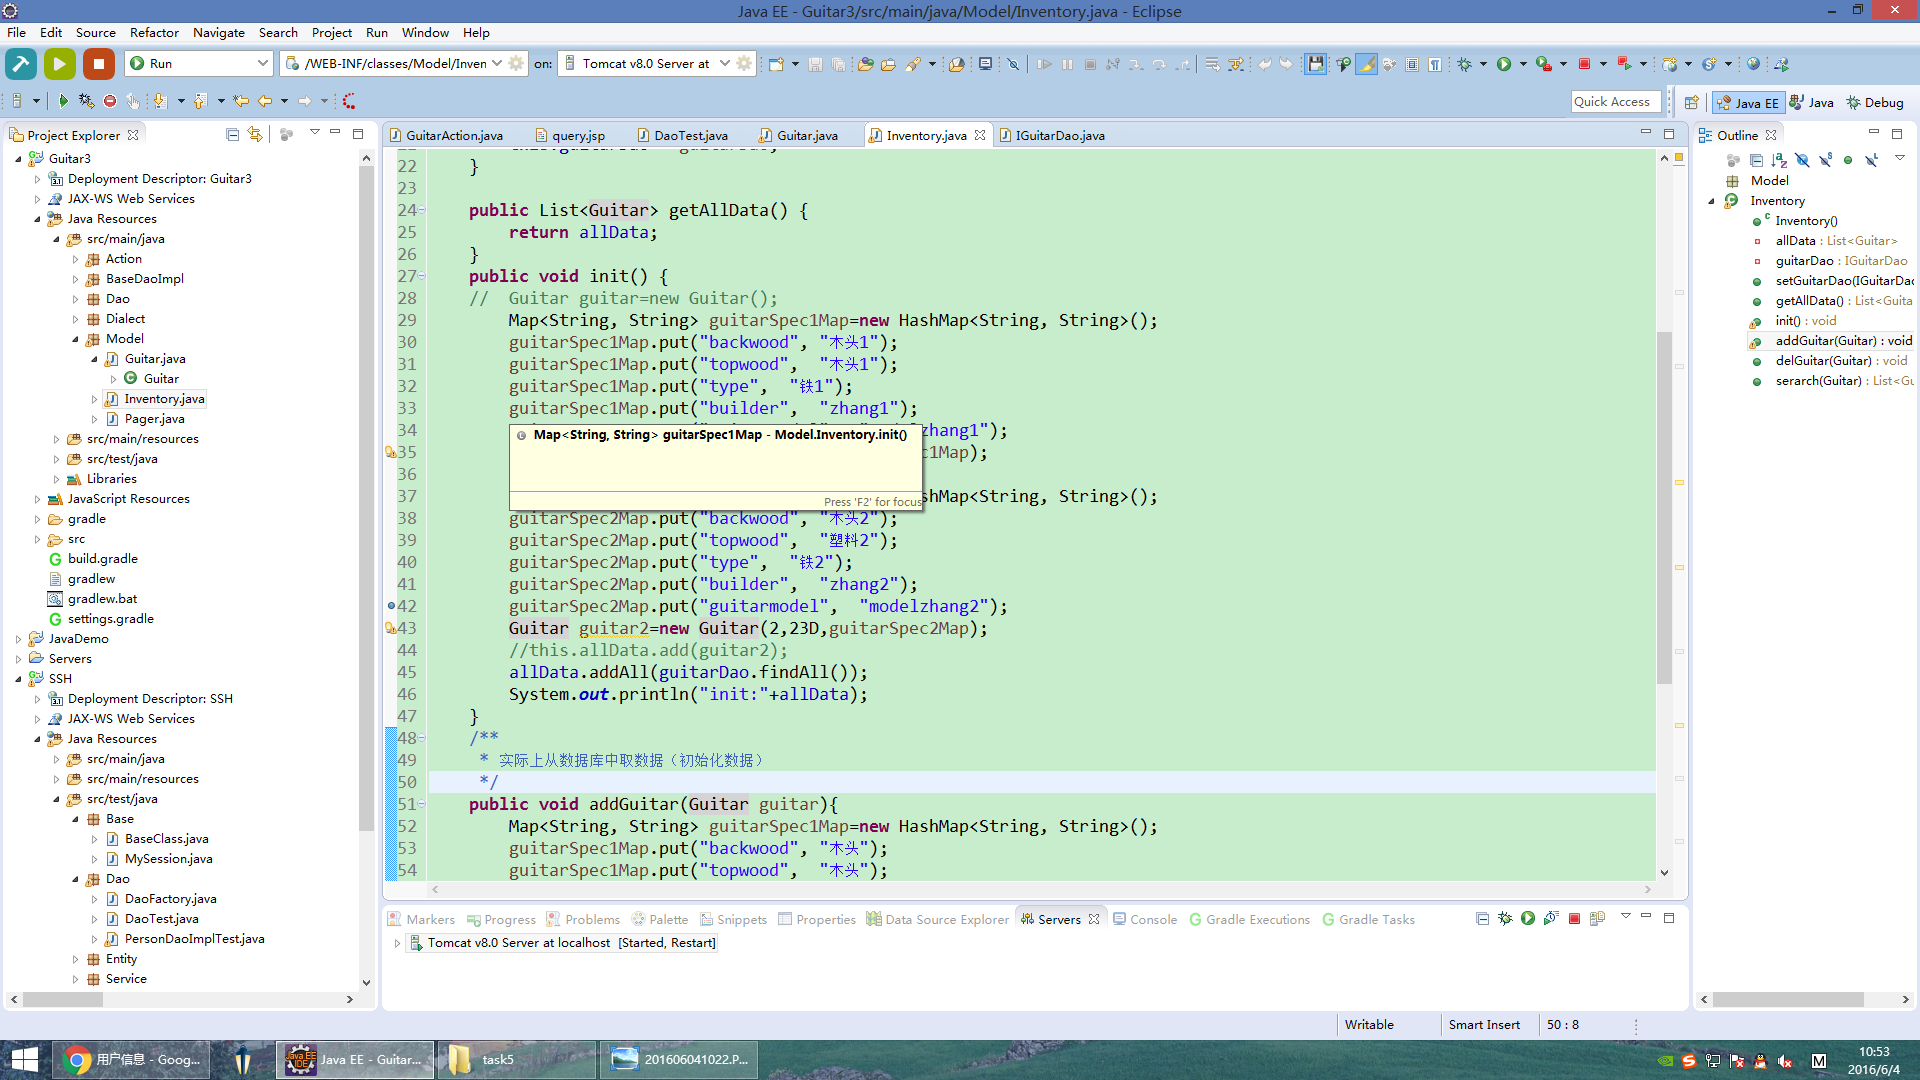 Java EE - Guitar3/src/main/java/Model/Inventory.java - Eclipse
File Edit Source Refactor Navigate Search Project Run Window Help
Run /WEB-INF/classes/Model/Inven on: Tomcat v8.0 Server at
Quick Access Java EE Java Debug
Project Explorer
Guitar3
Deployment Descriptor: Guitar3
JAX-WS Web Services
Java Resources
src/main/java
Action
BaseDaoImpl
Dao
Dialect
Model
Guitar.java
Guitar
Inventory.java
Pager.java
src/main/resources
src/test/java
Libraries
JavaScript Resources
gradle
src
build.gradle
gradlew
gradlew.bat
settings.gradle
JavaDemo
Servers
SSH
Deployment Descriptor: SSH
JAX-WS Web Services
Java Resources
src/main/java
src/main/resources
src/test/java
Base
BaseClass.java
MySession.java
Dao
DaoFactory.java
DaoTest.java
PersonDaoImplTest.java
Entity
Service
GuitarAction.java query.jsp DaoTest.java Guitar.java Inventory.java IGuitarDao.java
22 }
23
24 public List<Guitar> getAllData() {
25 return allData;
26 }
27 public void init() {
28 // Guitar guitar=new Guitar();
29 Map<String, String> guitarSpec1Map=new HashMap<String, String>();
30 guitarSpec1Map.put("backwood", "木头1");
31 guitarSpec1Map.put("topwood", "木头1");
32 guitarSpec1Map.put("type", "铁1");
33 guitarSpec1Map.put("builder", "zhang1");
34 zhang1");
35 c1Map);
36
37 shMap<String, String>();
38 guitarSpec2Map.put("backwood", "木头2");
39 guitarSpec2Map.put("topwood", "塑料2");
40 guitarSpec2Map.put("type", "铁2");
41 guitarSpec2Map.put("builder", "zhang2");
42 guitarSpec2Map.put("guitarmodel", "modelzhang2");
43 Guitar guitar2=new Guitar(2,23D,guitarSpec2Map);
44 //this.allData.add(guitar2);
45 allData.addAll(guitarDao.findAll());
46 System.out.println("init:"+allData);
47 }
48 /**
49 * 实际上从数据库中取数据（初始化数据）
50 */
51 public void addGuitar(Guitar guitar){
52 Map<String, String> guitarSpec1Map=new HashMap<String, String>();
53 guitarSpec1Map.put("backwood", "木头");
54 guitarSpec1Map.put("topwood", "木头");
Map<String, String> guitarSpec1Map - Model.Inventory.init()
Press 'F2' for focus
Outline
Model
Inventory
Inventory()
allData : List<Guitar>
guitarDao : IGuitarDao
setGuitarDao(IGuitarDao
getAllData() : List<Guita
init() : void
addGuitar(Guitar) : void
delGuitar(Guitar) : void
serarch(Guitar) : List<Gu
Markers Progress Problems Palette Snippets Properties Data Source Explorer Servers Console Gradle Executions Gradle Tasks
Tomcat v8.0 Server at localhost [Started, Restart]
Writable Smart Insert 50 : 8
用户信息 - Goog... Java EE - Guitar... task5 201606041022.P...
M
10:53
2016/6/4